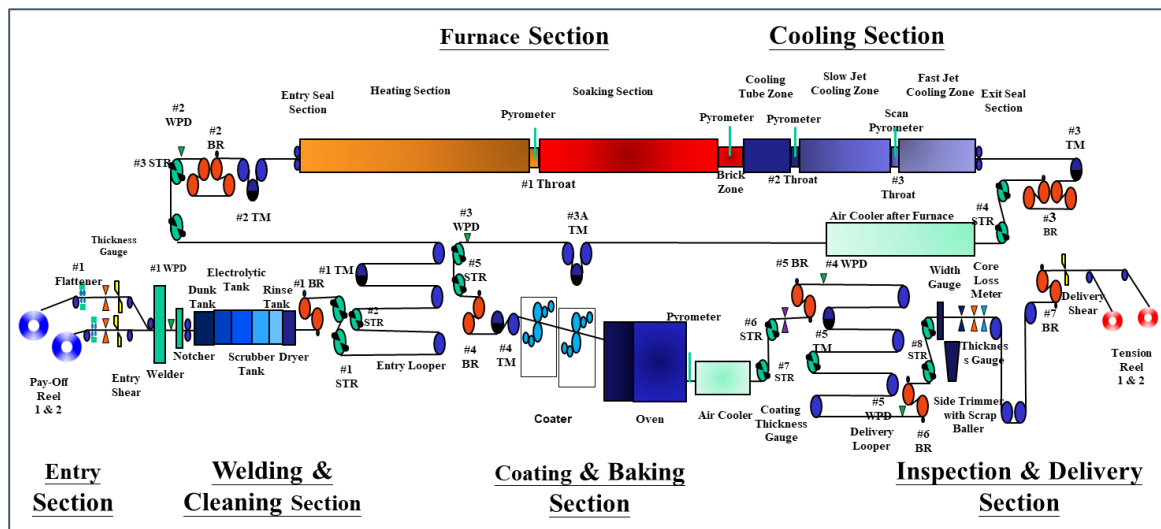 Furnace Section
Cooling Section
Entry Seal
Section
Heating Section
Soaking Section
Cooling
Tube Zone
Slow Jet
Cooling Zone
Fast Jet
Cooling Zone
Exit Seal
Section
Pyrometer
Pyrometer
Pyrometer
Scan
Pyrometer
#2
WPD
#2
BR
#3 STR
#2 TM
#1 Throat
Brick
Zone
#2 Throat
#3
Throat
#3
TM
#3
BR
#4
STR
Air Cooler after Furnace
#3
WPD
#3A
TM
#5
STR
Thickness
Gauge
#1
Flattener
#1 WPD
Dunk
Tank
Electrolytic
Tank
Rinse
Tank
#1 BR
#1 TM
#2
STR
#1
STR
Entry Looper
Notcher
Scrubber
Tank
Dryer
Welder
Entry
Shear
Pay-Off
Reel
1 & 2
#4
BR
#4
TM
Coater
Oven
Pyrometer
Air Cooler
#6
STR
#7
STR
#5 BR
#4 WPD
#5
TM
Coating
Thickness
Gauge
#5
WPD
Delivery
Looper
#6
BR
#8
STR
Width
Gauge
Core
Loss
Meter
Thicknes
s Gauge
Side Trimmer
with Scrap
Baller
#7
BR
Delivery
Shear
Tension
Reel
1 & 2
Entry
Section
Welding &
Cleaning Section
Coating & Baking
Section
Inspection & Delivery
Section